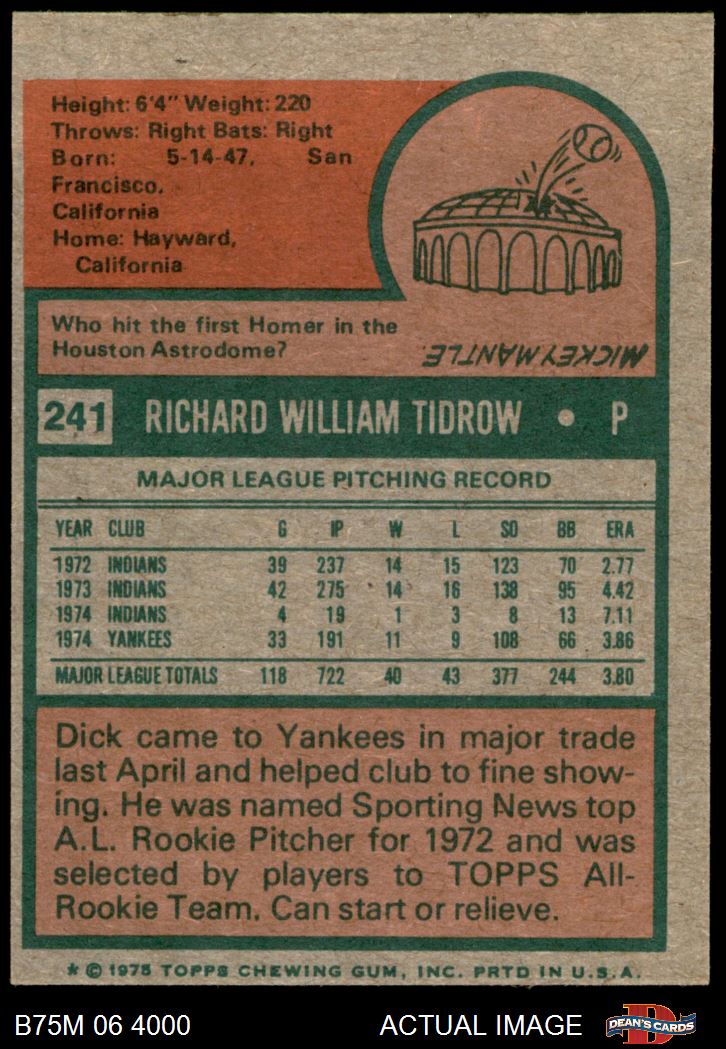 Height: 6'4" Weight: 220
Throws: Right Bats: Right
Born: 5-14-47, San
Francisco,
California
Home: Hayward,
California
Who hit the first Homer in the
Houston Astrodome?
MICKEY MANTLE.
241 RICHARD WILLIAM TIDROW • P
MAJOR LEAGUE PITCHING RECORD
YEAR CLUB G IP W L SO BB ERA
1972 INDIANS 39 237 14 15 123 70 2.77
1973 INDIANS 42 275 14 16 138 95 4.42
1974 INDIANS 4 19 1 3 8 13 7.11
1974 YANKEES 33 191 11 9 108 66 3.86
MAJOR LEAGUE TOTALS 118 722 40 43 377 244 3.80
Dick came to Yankees in major trade
last April and helped club to fine show-
ing. He was named Sporting News top
A.L. Rookie Pitcher for 1972 and was
selected by players to TOPPS All-
Rookie Team. Can start or relieve.
* © 1975 TOPPS CHEWING GUM, INC. PRTD IN U.S.A.
B75M 06 4000 ACTUAL IMAGE
D
DEAN'S CARDS